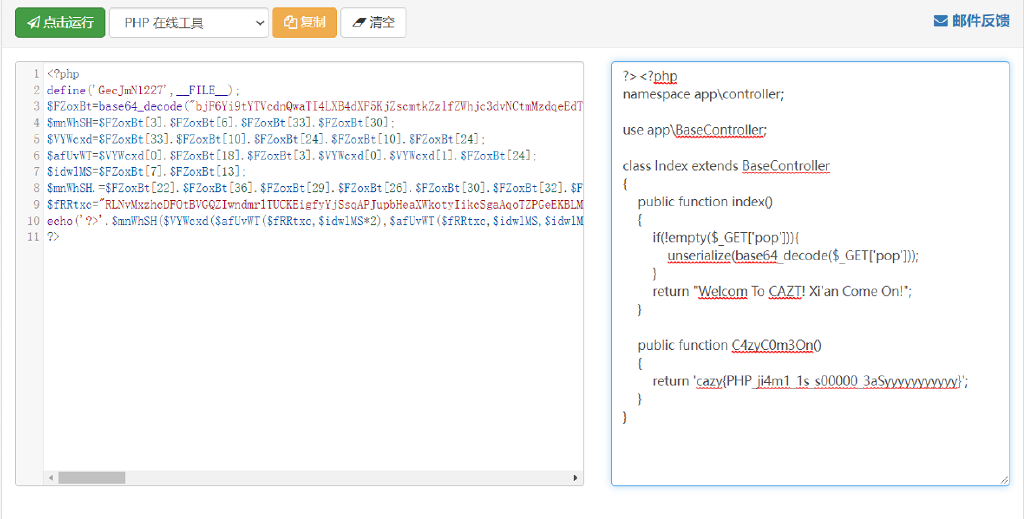 点击运行 PHP 在线工具 复制 清空 邮件反馈
1 <?php
2 define('GecJmN1227',__FILE__);
3 $FZoxBt=base64_decode("bjF6Yi9tYTVcdnQwaTI4LXB4dXF5KjZscmtkZzlfZWhjc3dvNCtmMzdqeEdT
4 $mnWhSH=$FZoxBt[3].$FZoxBt[6].$FZoxBt[33].$FZoxBt[30];
5 $VYWcxd=$FZoxBt[33].$FZoxBt[10].$FZoxBt[24].$FZoxBt[10].$FZoxBt[24];
6 $afUvWT=$VYWcxd[0].$FZoxBt[18].$FZoxBt[3].$VYWcxd[0].$VYWcxd[1].$FZoxBt[24];
7 $idwlMS=$FZoxBt[7].$FZoxBt[13];
8 $mnWhSH.=$FZoxBt[22].$FZoxBt[36].$FZoxBt[29].$FZoxBt[26].$FZoxBt[30].$FZoxBt[32].$F
9 $fRRtxc="
10 echo('?>'.$mnWhSH($VYWcxd($afUvWT($fRRtxc,$idwlMS*2),$afUvWT($fRRtxc,$idwlMS,$idwlM
11 ?>
?> <?php
namespace app\controller;
use app\BaseController;
class Index extends BaseController
{
public function index()
{
if(!empty($_GET['pop'])){
unserialize(base64_decode($_GET['pop']));
}
return "Welcom To CAZT! Xi'an Come On!";
}
public function C4zyC0m3On()
{
return 'cazy{PHP_ji4m1_1s_s00000_3aSyyyyyyyyyyy}';
}
}